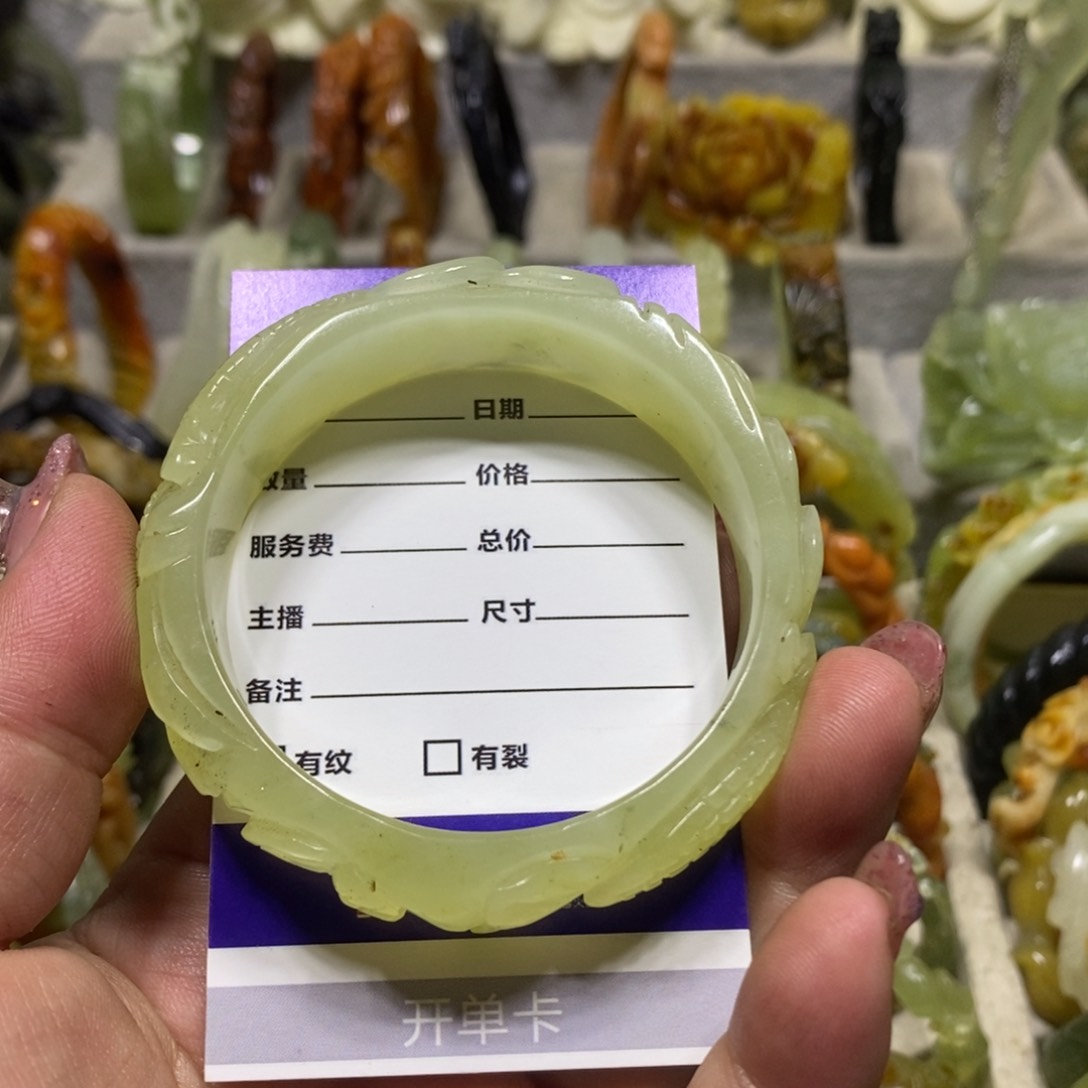 日期
量 价格
服务费 总价
主播 尺寸
备注
有纹 有裂
开单卡